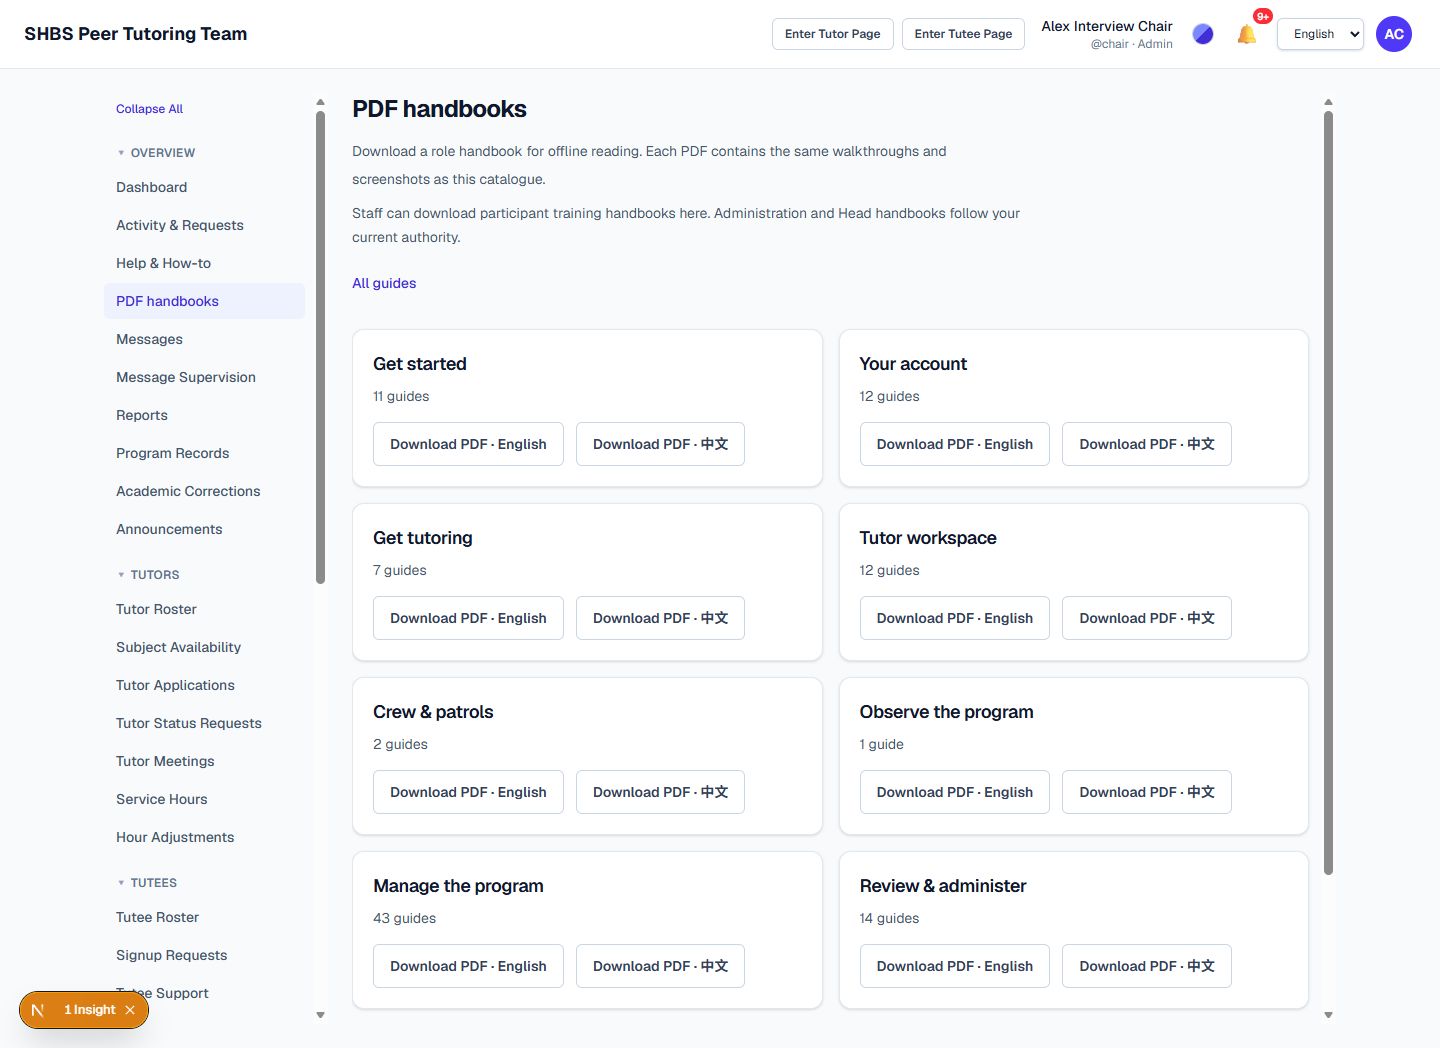 SHBS Peer Tutoring Team
Enter Tutor Page
Enter Tutee Page
Alex Interview Chair
@chair · Admin
9+
English
AC
Collapse All
OVERVIEW
Dashboard
Activity & Requests
Help & How-to
PDF handbooks
Messages
Message Supervision
Reports
Program Records
Academic Corrections
Announcements
TUTORS
Tutor Roster
Subject Availability
Tutor Applications
Tutor Status Requests
Tutor Meetings
Service Hours
Hour Adjustments
TUTEES
Tutee Roster
Signup Requests
Tutee Support
N 1 Insight
PDF handbooks
Download a role handbook for offline reading. Each PDF contains the same walkthroughs and
screenshots as this catalogue.
Staff can download participant training handbooks here. Administration and Head handbooks follow your
current authority.
All guides
Get started
11 guides
Download PDF · English
Download PDF · 中文
Your account
12 guides
Download PDF · English
Download PDF · 中文
Get tutoring
7 guides
Download PDF · English
Download PDF · 中文
Tutor workspace
12 guides
Download PDF · English
Download PDF · 中文
Crew & patrols
2 guides
Download PDF · English
Download PDF · 中文
Observe the program
1 guide
Download PDF · English
Download PDF · 中文
Manage the program
43 guides
Download PDF · English
Download PDF · 中文
Review & administer
14 guides
Download PDF · English
Download PDF · 中文